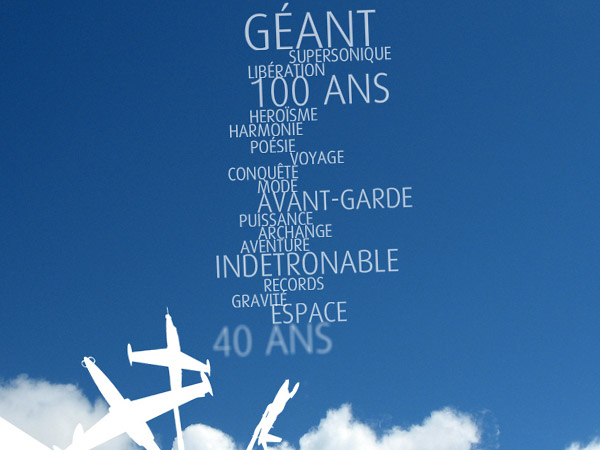 GÉANT
SUPERSONIQUE
LIBÉRATION
100 ANS
HEROÏSME
HARMONIE
POÉSIE
VOYAGE
CONQUÊTE
MODE
AVANT-GARDE
PUISSANCE
ARCHANGE
AVENTURE
INDETRONABLE
RECORDS
GRAVITÉ
ESPACE
40 ANS